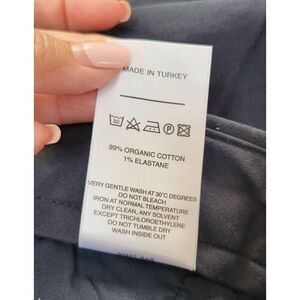 MADE IN TURKEY
30
P
99% ORGANIC COTTON
1% ELASTANE
VERY GENTLE WASH AT 30°C DEGREES
DO NOT BLEACH
IRON AT NORMAL TEMPERATURE
DRY CLEAN, ANY SOLVENT
EXCEPT TRICHLOROETHYLENE
DO NOT TUMBLE DRY
WASH INSIDE OUT